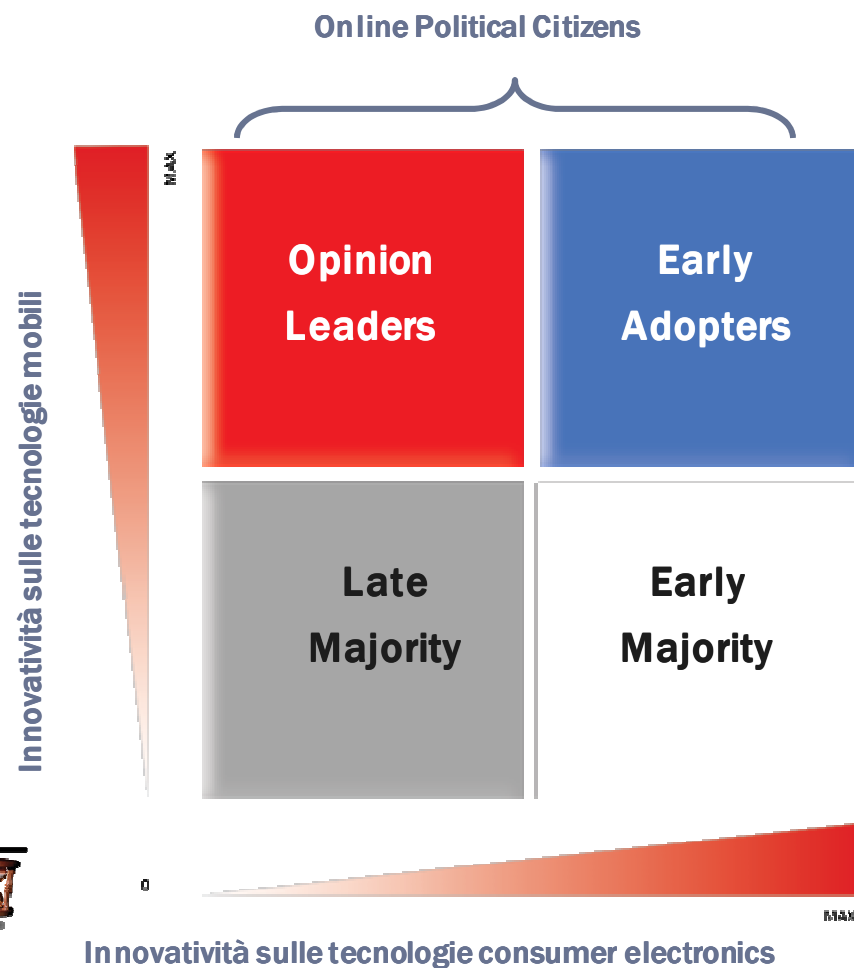 Online Political Citizens
MAX
Opinion
Leaders
Early
Adopters
Innovatività sulle tecnologie mobili
Late
Majority
Early
Majority
0
MAX
Innovatività sulle tecnologie consumer electronics